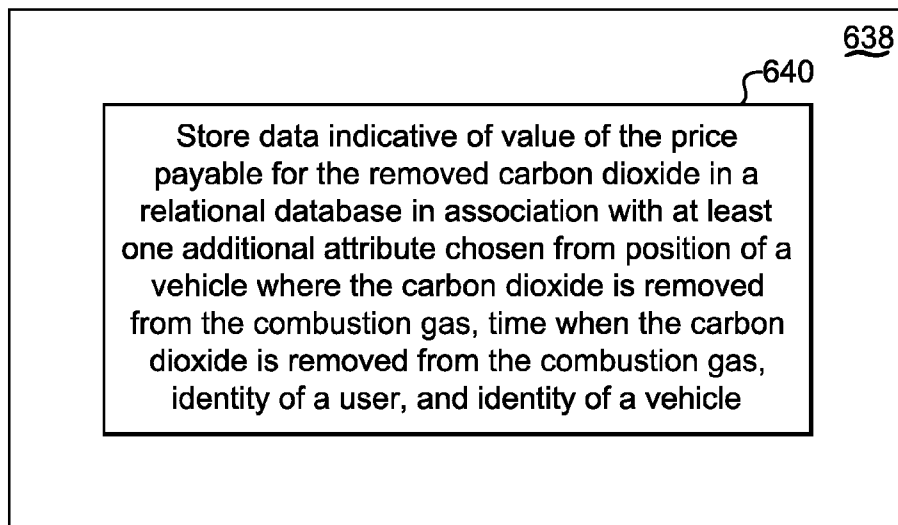 638
640
Store data indicative of value of the price
payable for the removed carbon dioxide in a
relational database in association with at least
one additional attribute chosen from position of a
vehicle where the carbon dioxide is removed
from the combustion gas, time when the carbon
dioxide is removed from the combustion gas,
identity of a user, and identity of a vehicle